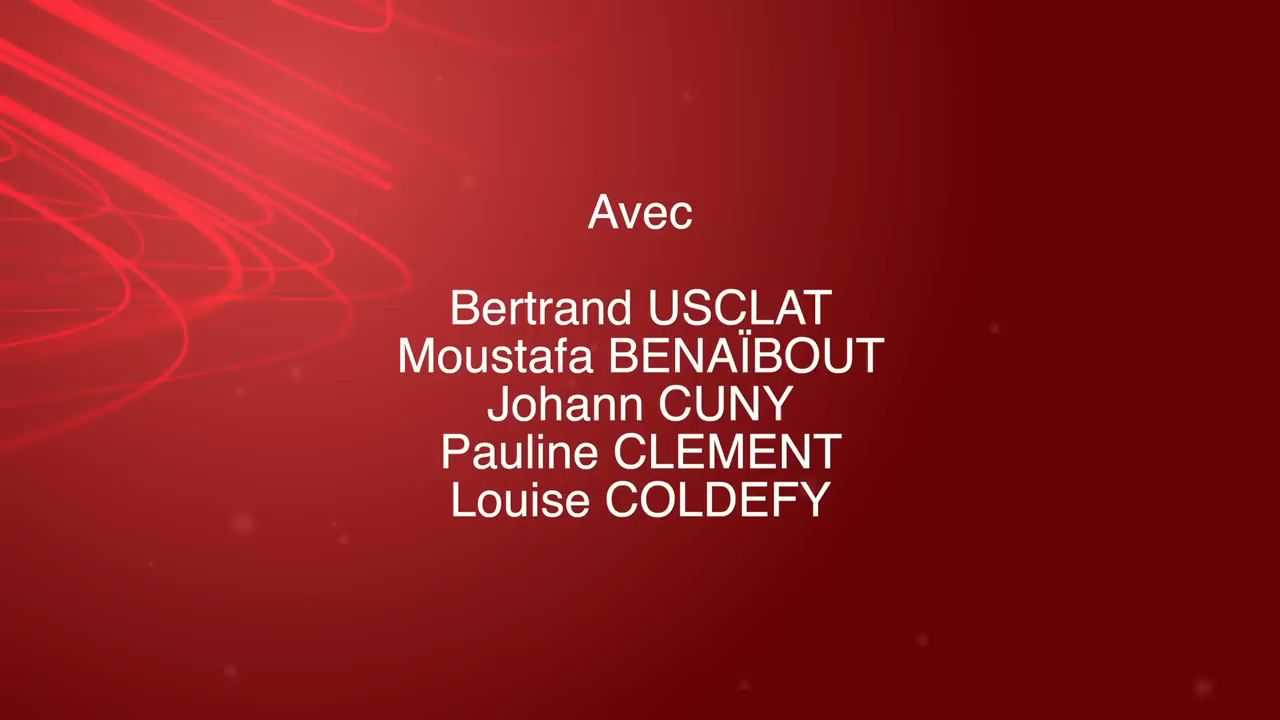 Avec
Bertrand USCLAT
Moustafa BENAÏBOUT
Johann CUNY
Pauline CLEMENT
Louise COLDEFY